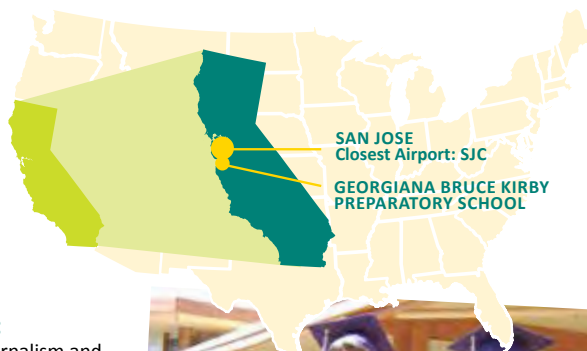 SAN JOSE
Closest Airport: SJC
GEORGIANA BRUCE KIRBY
PREPARATORY SCHOOL
rnalism and